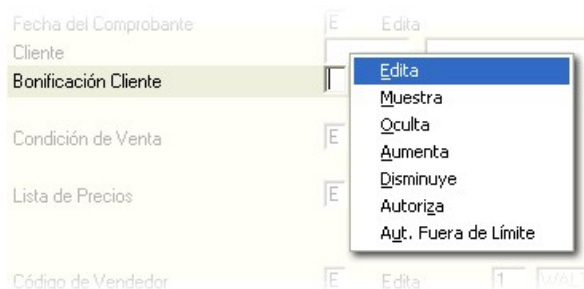 Fecha del Comprobante E Edita
Cliente
Bonificación Cliente
Edita
Muestra
Oculta
Aumenta
Disminuye
Autoriza
Aut. Fuera de Límite
Condición de Venta E
Lista de Precios E
Código de Vendedor E Edita 1